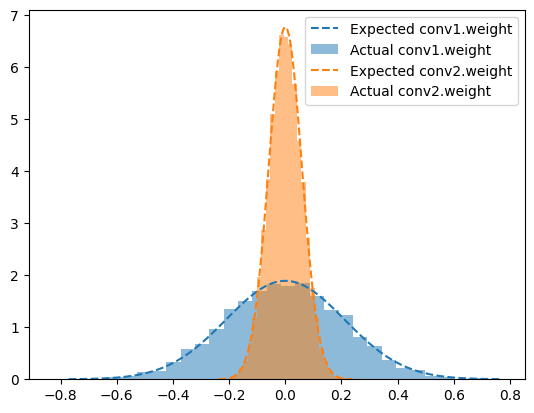 Expected conv1.weight
Actual conv1.weight
Expected conv2.weight
Actual conv2.weight
7
6
5
4
3
2
1
0
−0.8 −0.6 −0.4 −0.2 0.0 0.2 0.4 0.6 0.8